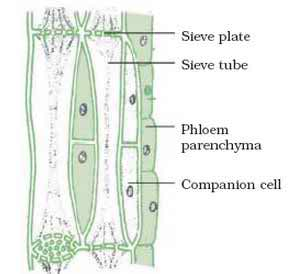 Sieve plate
Sieve tube
Phloem
parenchyma
Companion cell